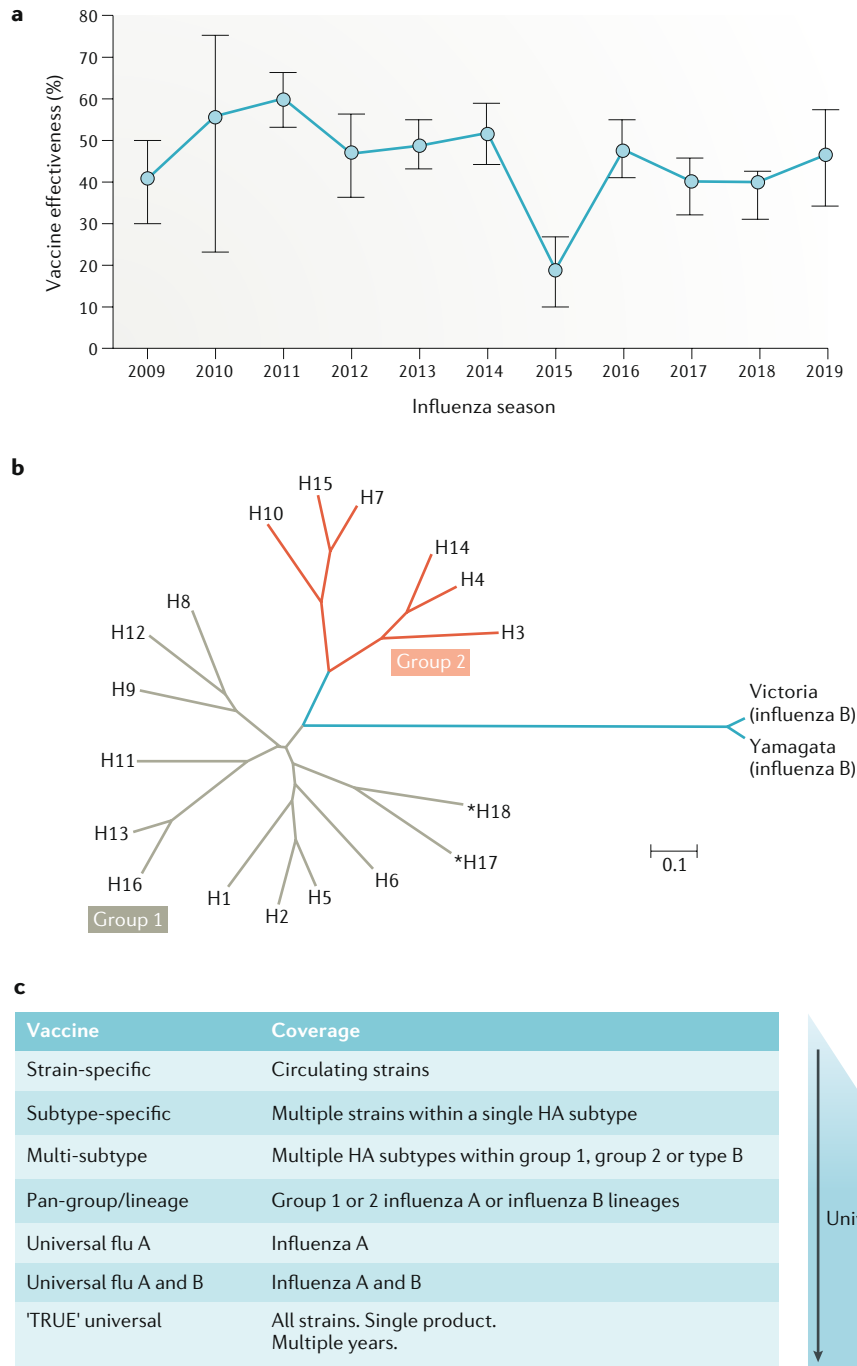 a
Vaccine effectiveness (%)
80
70
60
50
40
30
20
10
0
2009 2010 2011 2012 2013 2014 2015 2016 2017 2018 2019
Influenza season
b
H15
H7
H10
H14
H4
H8
H12
H3
Group 2
H9
Victoria
(influenza B)
Yamagata
(influenza B)
H11
*H18
H13
*H17
0.1
H16
H6
H1
H5
H2
Group 1
c
Vaccine Coverage
Strain-specific Circulating strains
Subtype-specific Multiple strains within a single HA subtype
Multi-subtype Multiple HA subtypes within group 1, group 2 or type B
Pan-group/lineage Group 1 or 2 influenza A or influenza B lineages
Universal flu A Influenza A
Universal flu A and B Influenza A and B
'TRUE' universal All strains. Single product.
Multiple years.